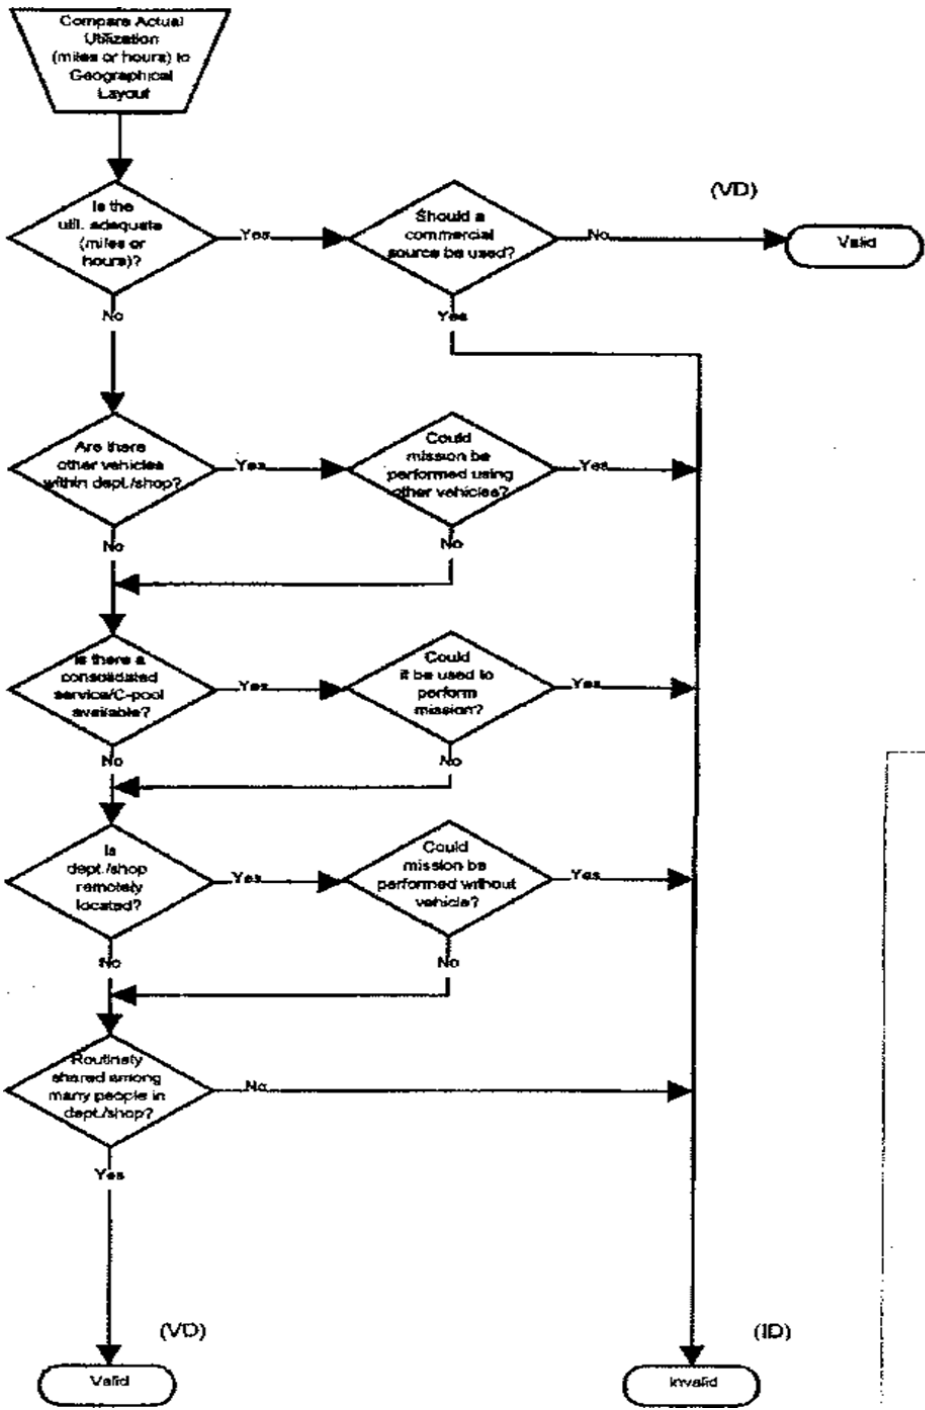 Compare Actual
Utilization
(miles or hours) to
Geographical
Layout
Is the
util. adequate
(miles or
hours)?
Yes
Should a
commercial
source be used?
No
(VD)
Valid
No
Yes
Are there
other vehicles
within dept./shop?
Yes
Could
mission be
performed using
other vehicles?
Yes
No
No
Is there a
consolidated
service/C-pool
available?
Yes
Could
it be used to
perform
mission?
Yes
No
No
Is
dept./shop
remotely
located?
Yes
Could
mission be
performed without
vehicle?
Yes
No
No
Routinely
shared among
many people in
dept./shop?
No
Yes
(VD)
(ID)
Valid
Invalid